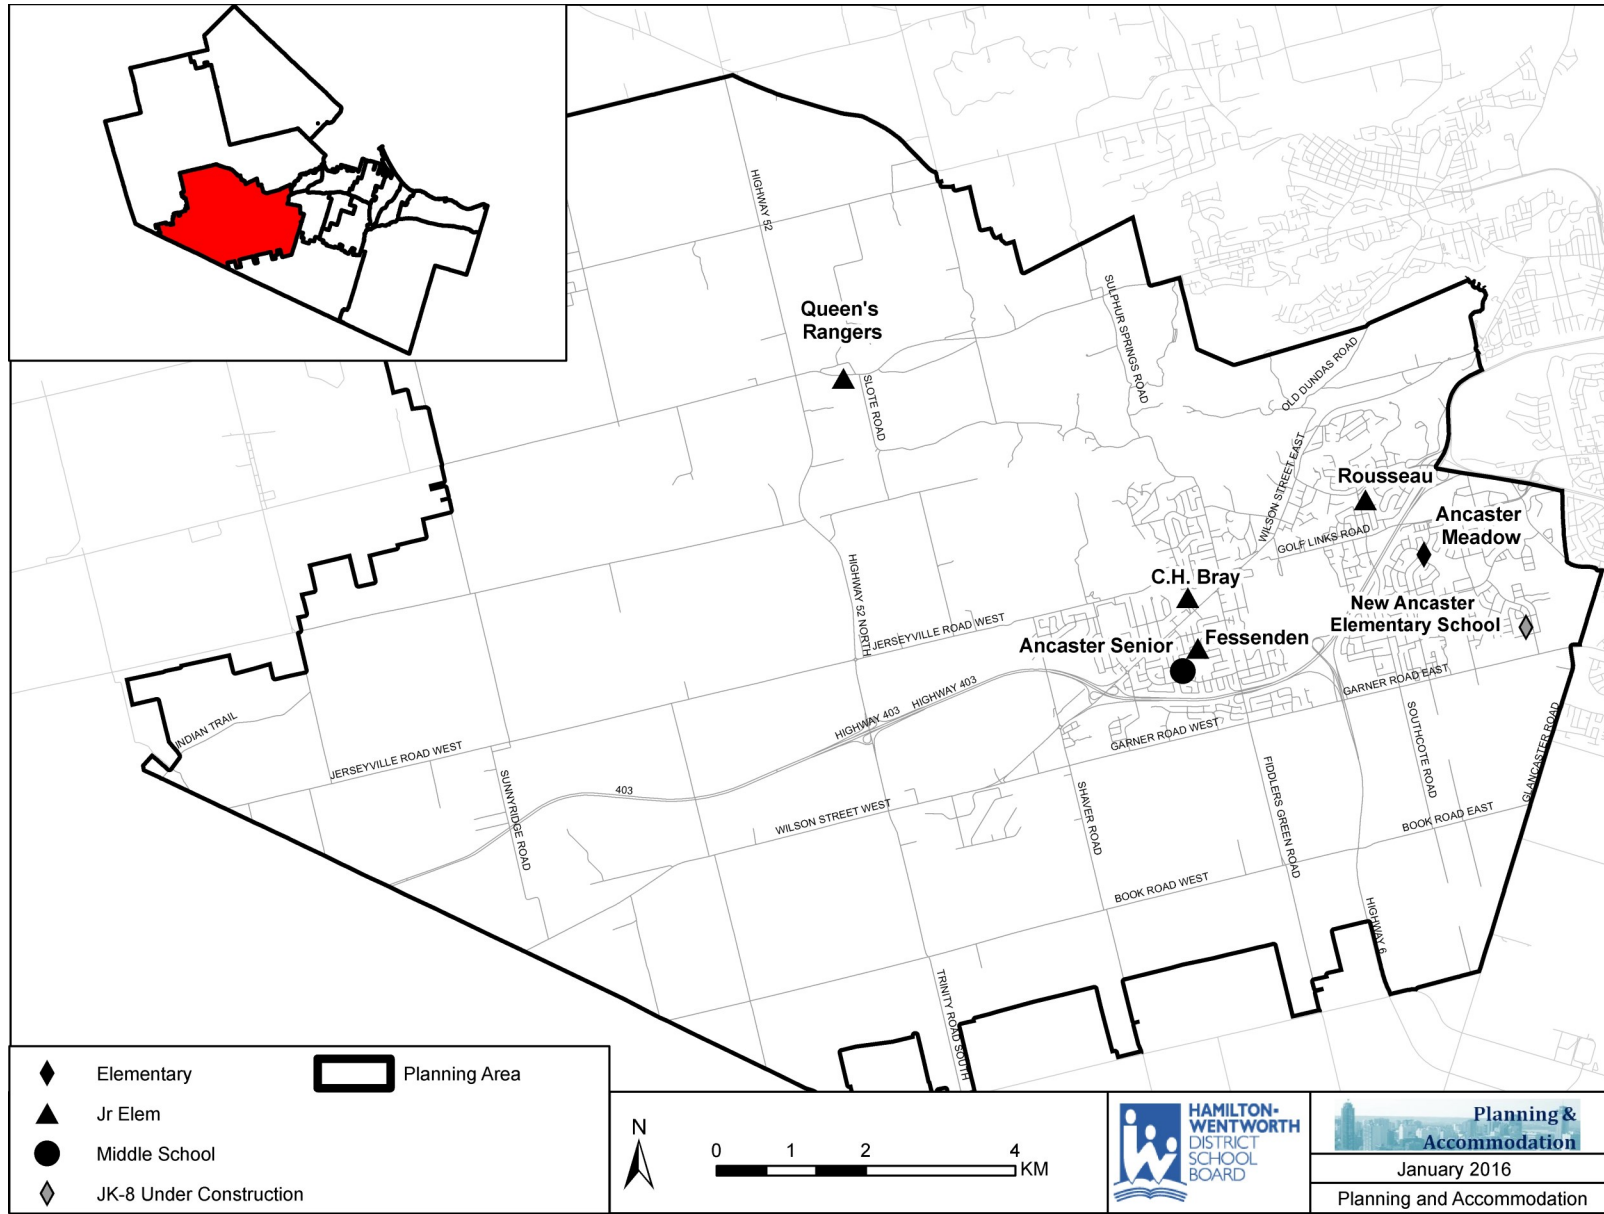 HIGHWAY 52
Queen's
Rangers
SLOTE ROAD
SULPHUR SPRINGS ROAD
OLD DUNDAS ROAD
WILSON STREET EAST
Rousseau
GOLF LINKS ROAD
Ancaster
Meadow
C.H. Bray
New Ancaster
Elementary School
HIGHWAY 52 NORTH
JERSEYVILLE ROAD WEST
Ancaster Senior
Fessenden
GARNER ROAD EAST
HIGHWAY 403
HIGHWAY 403
GARNER ROAD WEST
SOUTHCOTE ROAD
GLANCASTER ROAD
INDIAN TRAIL
JERSEYVILLE ROAD WEST
SUNNYRIDGE ROAD
403
WILSON STREET WEST
SHAVER ROAD
FIDDLERS GREEN ROAD
BOOK ROAD EAST
BOOK ROAD WEST
HIGHWAY 6
TRINITY ROAD SOUTH
Elementary
Planning Area
Jr Elem
Middle School
JK-8 Under Construction
N
0 1 2 4
KM
HAMILTON-
WENTWORTH
DISTRICT
SCHOOL
BOARD
Planning &
Accommodation
January 2016
Planning and Accommodation